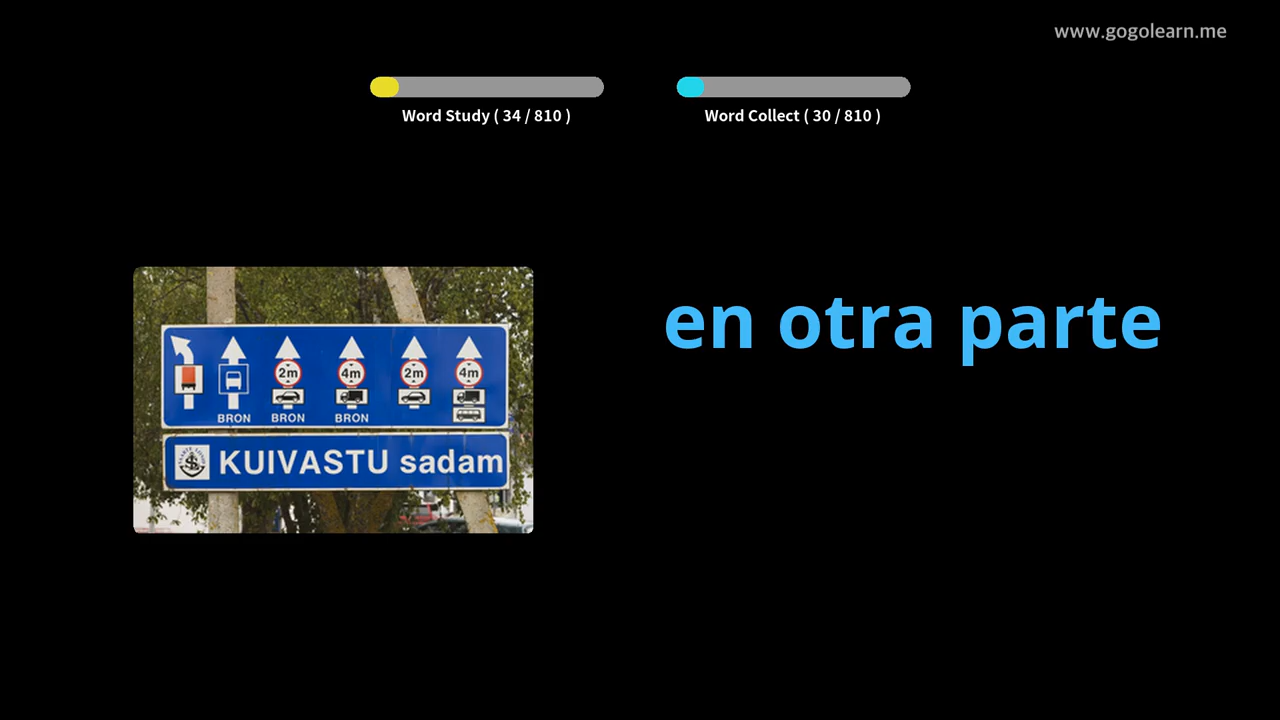 www.gogolearn.me
Word Study ( 34 / 810 )
Word Collect ( 30 / 810 )
en otra parte
2m 4m 2m 4m
BRON BRON BRON
KUIVASTU sadam